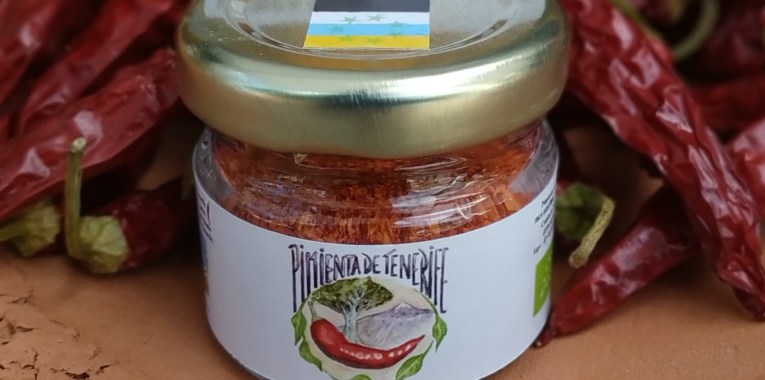 PIMIENTA DE TENERIFE